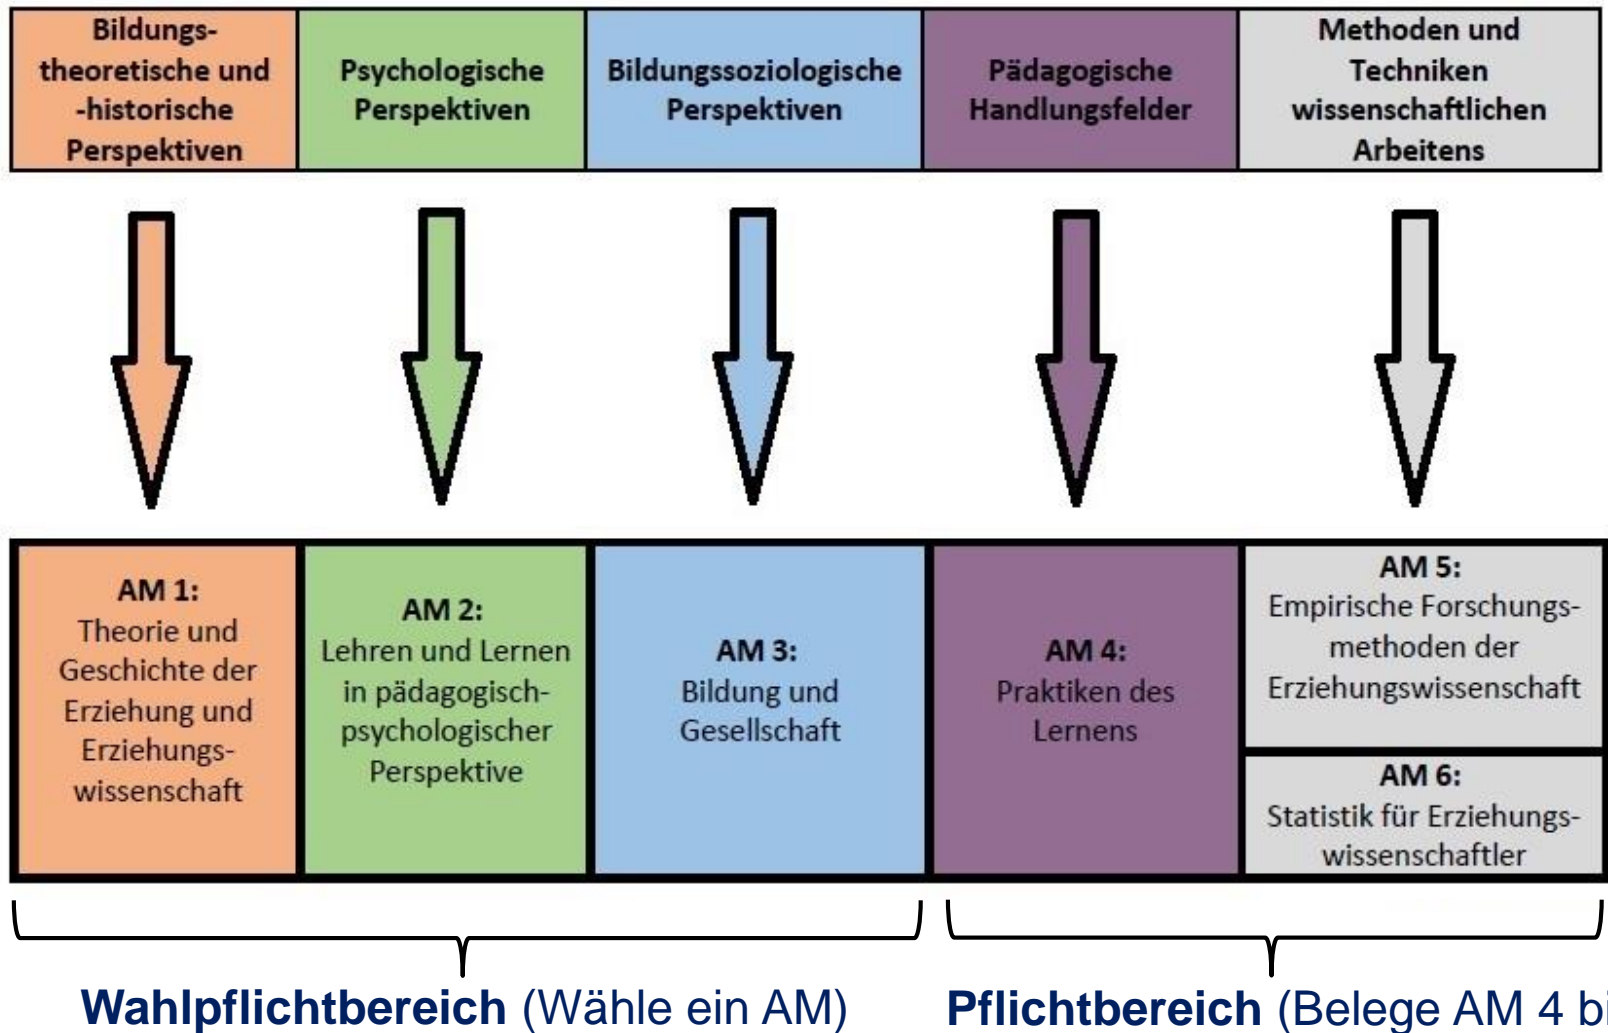 Bildungs-
theoretische und
-historische
Perspektiven
Psychologische
Perspektiven
Bildungssoziologische
Perspektiven
Pädagogische
Handlungsfelder
Methoden und
Techniken
wissenschaftlichen
Arbeitens
AM 1:
Theorie und
Geschichte der
Erziehung und
Erziehungs-
wissenschaft
AM 2:
Lehren und Lernen
in pädagogisch-
psychologischer
Perspektive
AM 3:
Bildung und
Gesellschaft
AM 4:
Praktiken des
Lernens
AM 5:
Empirische Forschungs-
methoden der
Erziehungswissenschaft
AM 6:
Statistik für Erziehungs-
wissenschaftler
Wahlpflichtbereich (Wähle ein AM)
Pflichtbereich (Belege AM 4